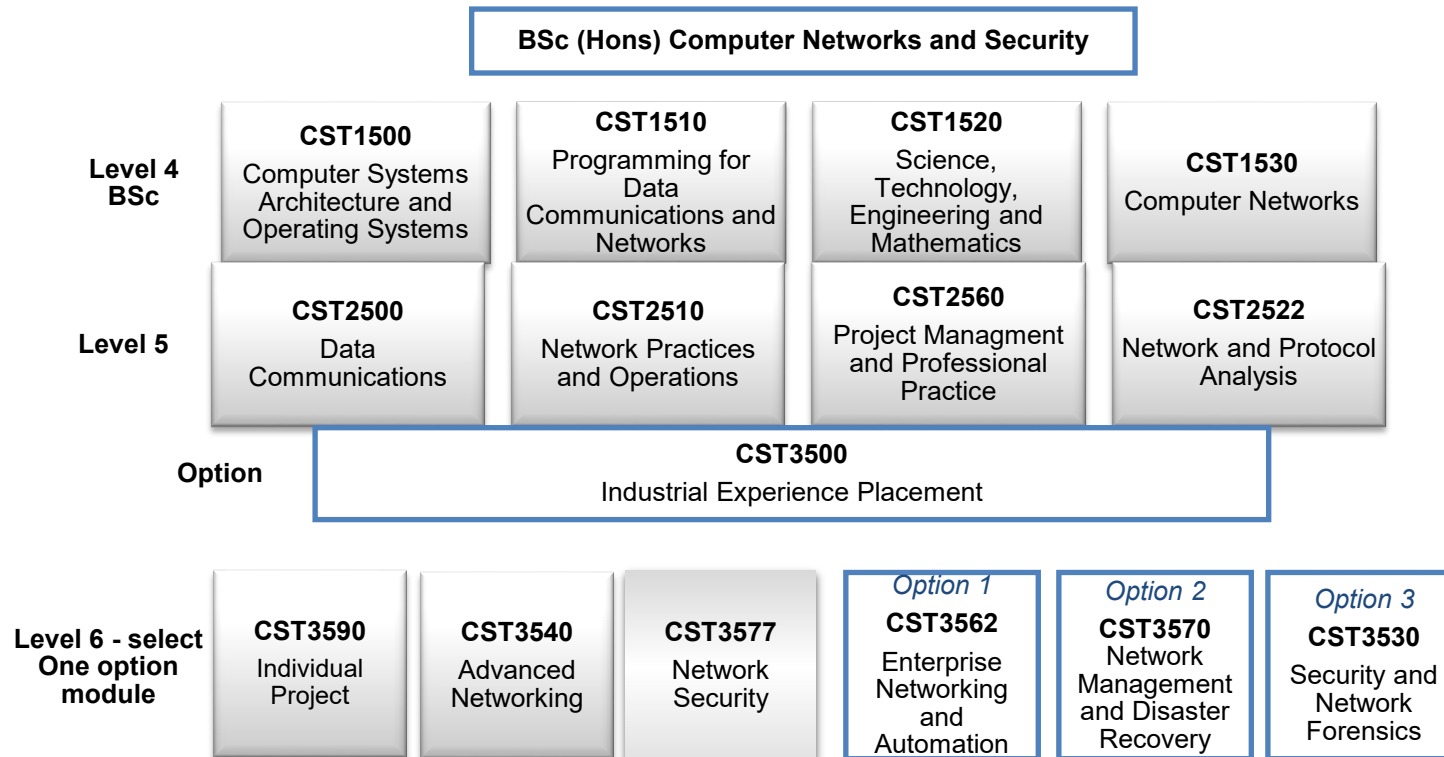 BSc (Hons) Computer Networks and Security
Level 4
BSc
CST1500
Computer Systems
Architecture and
Operating Systems
CST1510
Programming for
Data
Communications and
Networks
CST1520
Science,
Technology,
Engineering and
Mathematics
CST1530
Computer Networks
Level 5
CST2500
Data
Communications
CST2510
Network Practices
and Operations
CST2560
Project Managment
and Professional
Practice
CST2522
Network and Protocol
Analysis
Option
CST3500
Industrial Experience Placement
Level 6 - select
One option
module
CST3590
Individual
Project
CST3540
Advanced
Networking
CST3577
Network
Security
Option 1
CST3562
Enterprise
Networking
and
Automation
Option 2
CST3570
Network
Management
and Disaster
Recovery
Option 3
CST3530
Security and
Network
Forensics